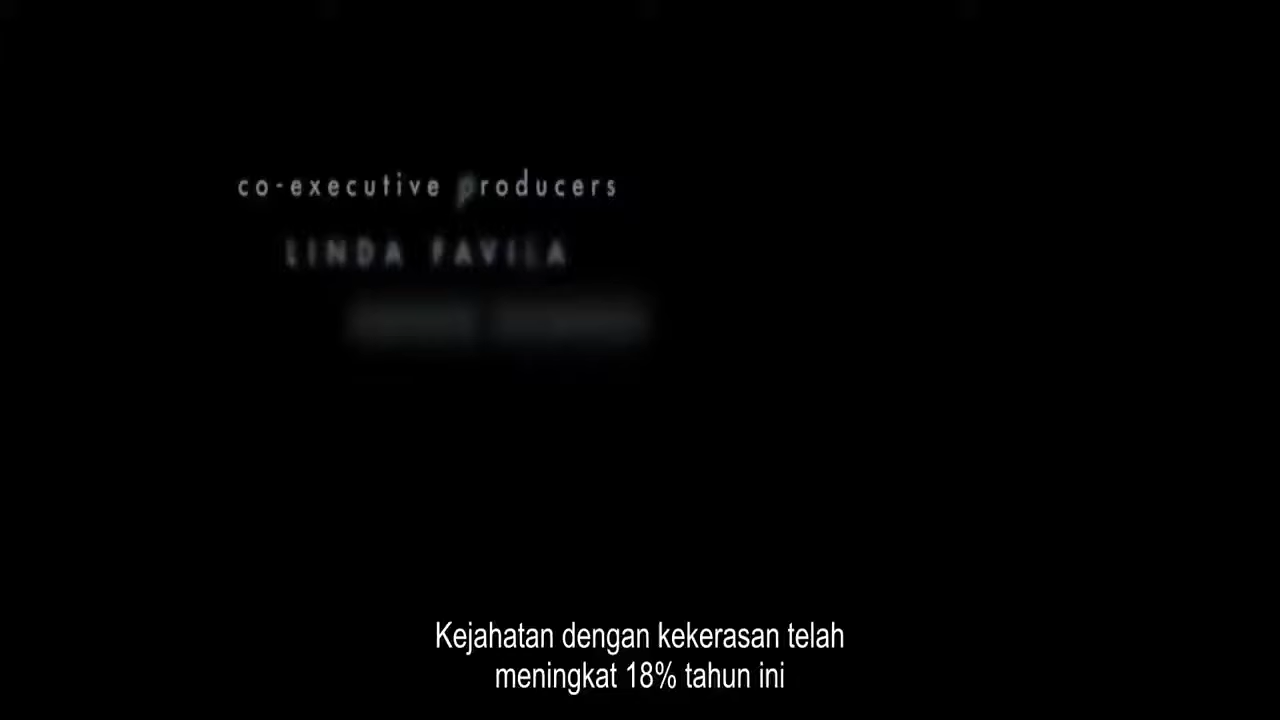 co-executive producers
LINDA FAVILA
Kejahatan dengan kekerasan telah
meningkat 18% tahun ini